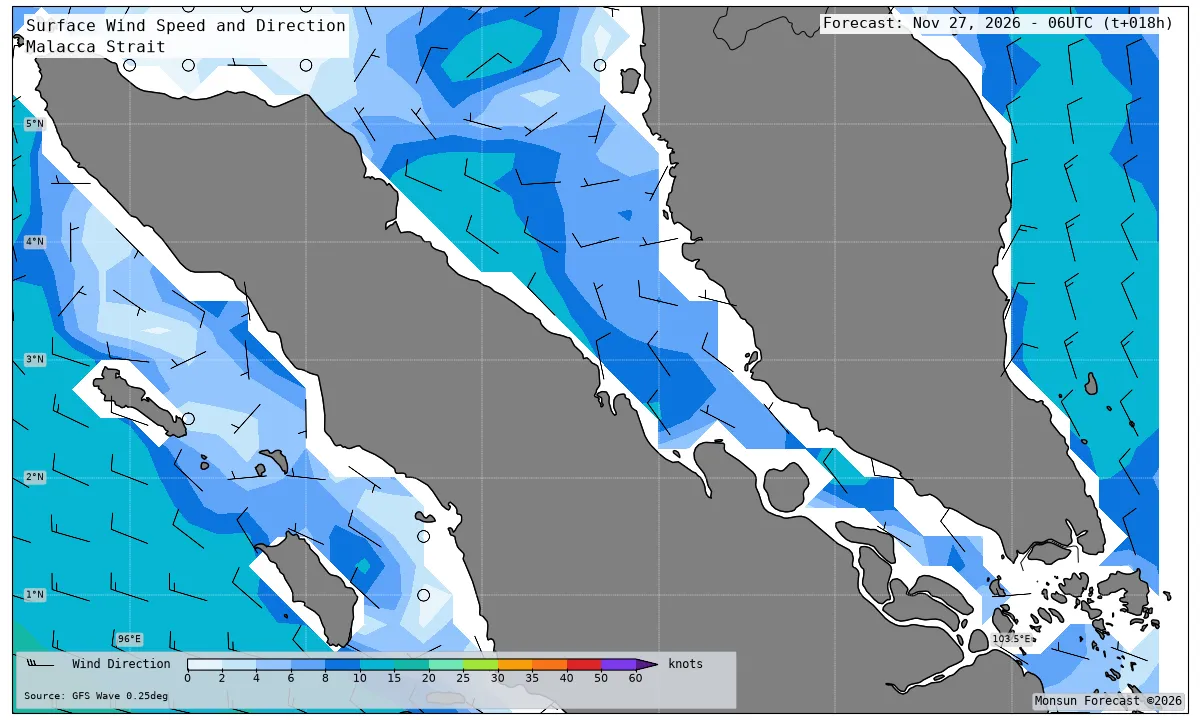 Surface Wind Speed and Direction
Malacca Strait
Forecast: Nov 27, 2026 - 06UTC (t+018h)
5°N
4°N
3°N
2°N
1°N
96°E
103.5°E
Wind Direction
knots
0 2 4 6 8 10 12 15 20 25 30 35 40 50 60
Source: GFS Wave 0.25deg
Monsun Forecast ©2026